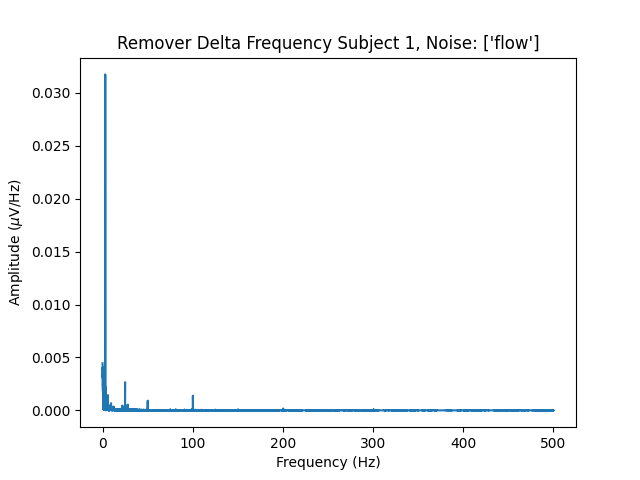 Remover Delta Frequency Subject 1, Noise: ['flow']
0.030
0.025
0.020
0.015
0.010
0.005
0.000
Amplitude (μV/Hz)
0 100 200 300 400 500
Frequency (Hz)